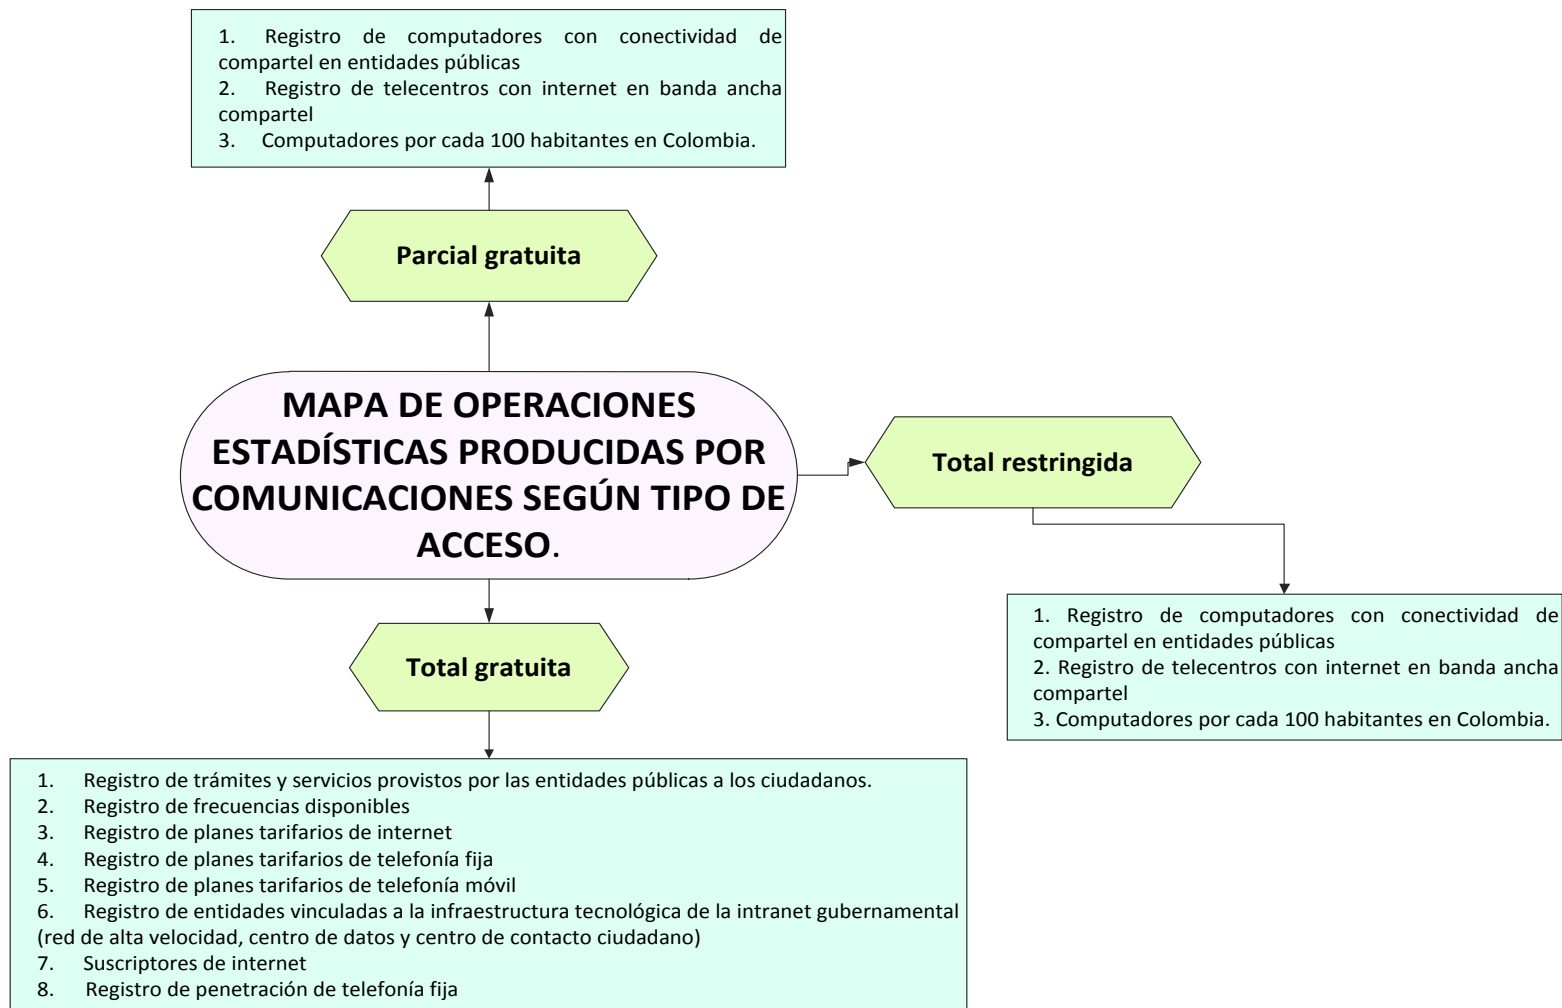 1. Registro de computadores con conectividad de
compartel en entidades públicas
2. Registro de telecentros con internet en banda ancha
compartel
3. Computadores por cada 100 habitantes en Colombia.
Parcial gratuita
MAPA DE OPERACIONES
ESTADÍSTICAS PRODUCIDAS POR
COMUNICACIONES SEGÚN TIPO DE
ACCESO.
Total restringida
1. Registro de computadores con conectividad de
compartel en entidades públicas
2. Registro de telecentros con internet en banda ancha
compartel
3. Computadores por cada 100 habitantes en Colombia.
Total gratuita
1. Registro de trámites y servicios provistos por las entidades públicas a los ciudadanos.
2. Registro de frecuencias disponibles
3. Registro de planes tarifarios de internet
4. Registro de planes tarifarios de telefonía fija
5. Registro de planes tarifarios de telefonía móvil
6. Registro de entidades vinculadas a la infraestructura tecnológica de la intranet gubernamental
(red de alta velocidad, centro de datos y centro de contacto ciudadano)
7. Suscriptores de internet
8. Registro de penetración de telefonía fija